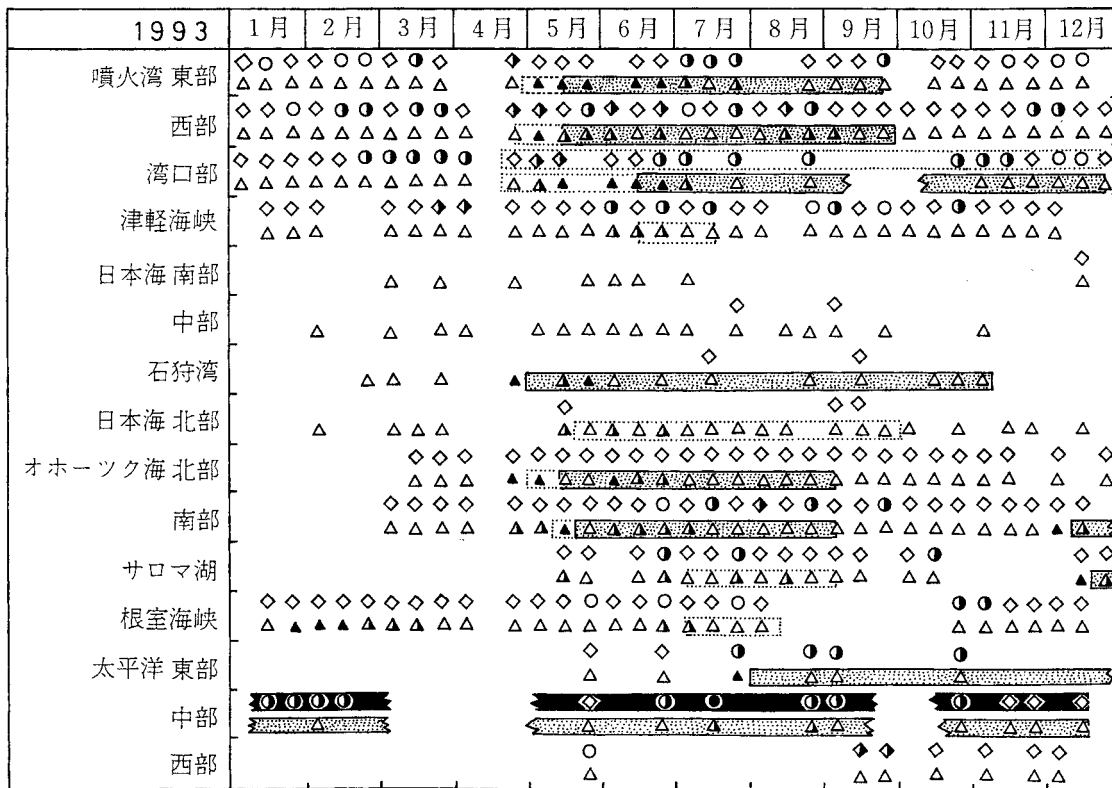 1993 1月 2月 3月 4月 5月 6月 7月 8月 9月 10月 11月 12月
噴火湾 東部
西部
湾口部
津軽海峡
日本海 南部
中部
石狩湾
日本海 北部
オホーツク海 北部
南部
サロマ湖
根室海峡
太平洋 東部
中部
西部